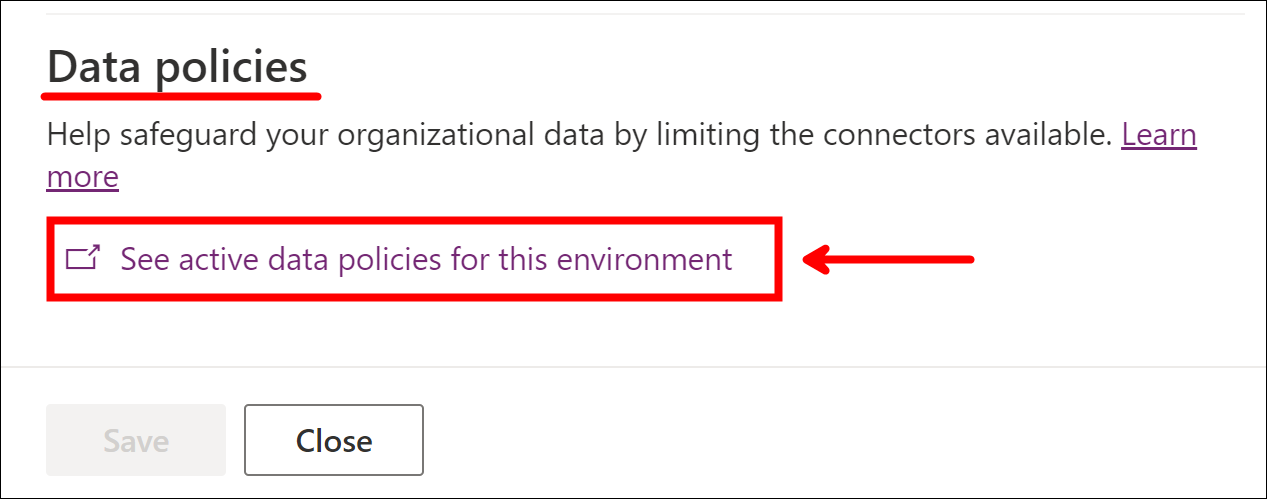 Data policies
Help safeguard your organizational data by limiting the connectors available. Learn
more
See active data policies for this environment
Save
Close